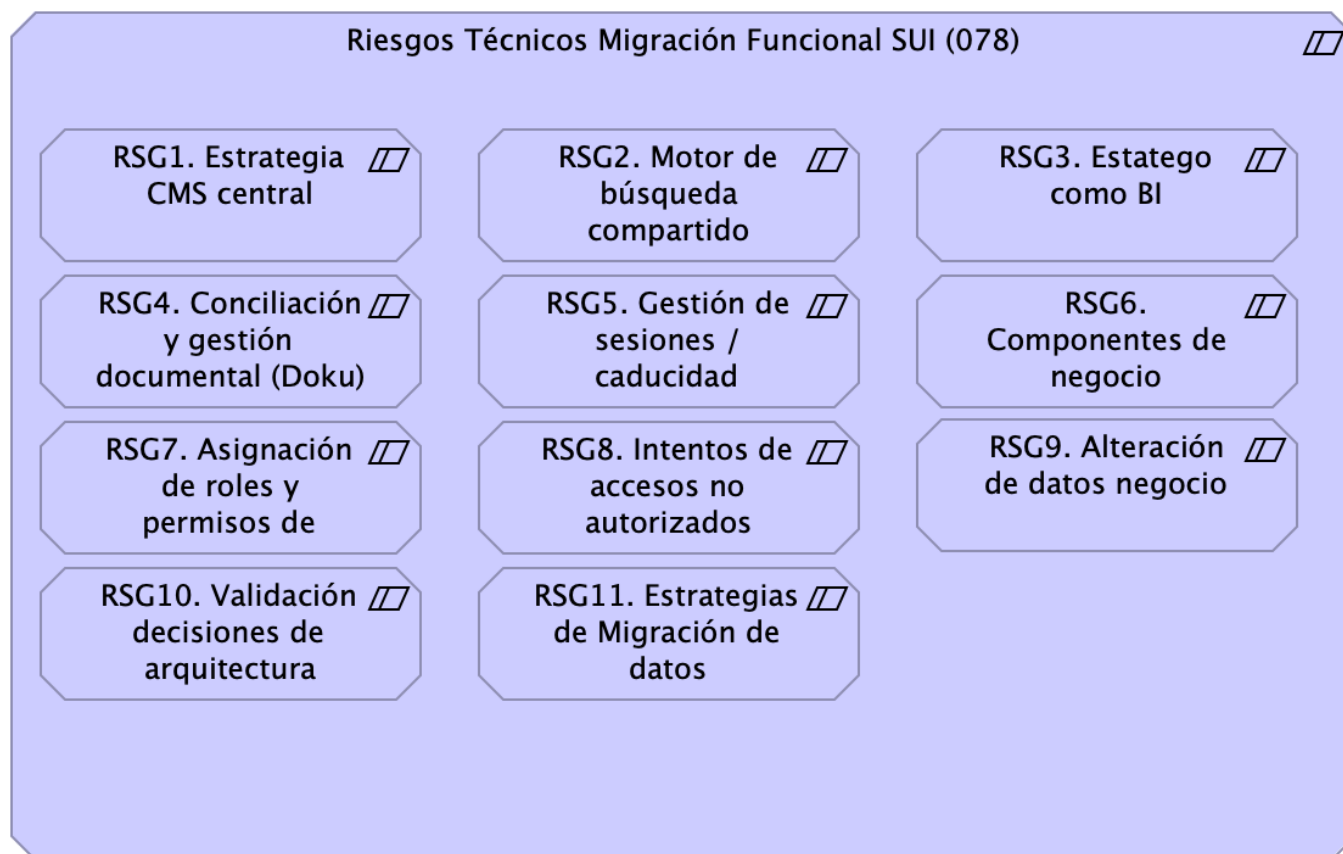 Riesgos Técnicos Migración Funcional SUI (078)
RSG1. Estrategia
CMS central
RSG2. Motor de
búsqueda
compartido
RSG3. Estatego
como BI
RSG4. Conciliación
y gestión
documental (Doku)
RSG5. Gestión de
sesiones /
caducidad
RSG6.
Componentes de
negocio
RSG7. Asignación
de roles y
permisos de
RSG8. Intentos de
accesos no
autorizados
RSG9. Alteración
de datos negocio
RSG10. Validación
decisiones de
arquitectura
RSG11. Estrategias
de Migración de
datos